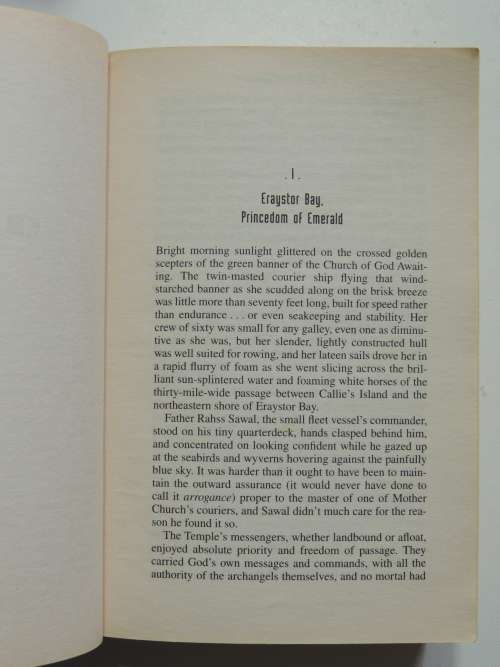 . I .
Eraystor Bay,
Princedom of Emerald
Bright morning sunlight glittered on the crossed golden
scepters of the green banner of the Church of God Await-
ing. The twin-masted courier ship flying that wind-
starched banner as she scudded along on the brisk breeze
was little more than seventy feet long, built for speed rather
than endurance . . . or even seakeeping and stability. Her
crew of sixty was small for any galley, even one as diminu-
tive as she was, but her slender, lightly constructed hull
was well suited for rowing, and her lateen sails drove her in
a rapid flurry of foam as she went slicing across the bril-
liant sun-splintered water and foaming white horses of the
thirty-mile-wide passage between Callie's Island and the
northeastern shore of Eraystor Bay.
Father Rahss Sawal, the small fleet vessel's commander,
stood on his tiny quarterdeck, hands clasped behind him,
and concentrated on looking confident while he gazed up
at the seabirds and wyverns hovering against the painfully
blue sky. It was harder than it ought to have been to main-
tain the outward assurance (it would never have done to
call it arrogance) proper to the master of one of Mother
Church's couriers, and Sawal didn't much care for the rea-
son he found it so.
The Temple's messengers, whether landbound or afloat,
enjoyed absolute priority and freedom of passage. They
carried God's own messages and commands, with all the
authority of the archangels themselves, and no mortal had